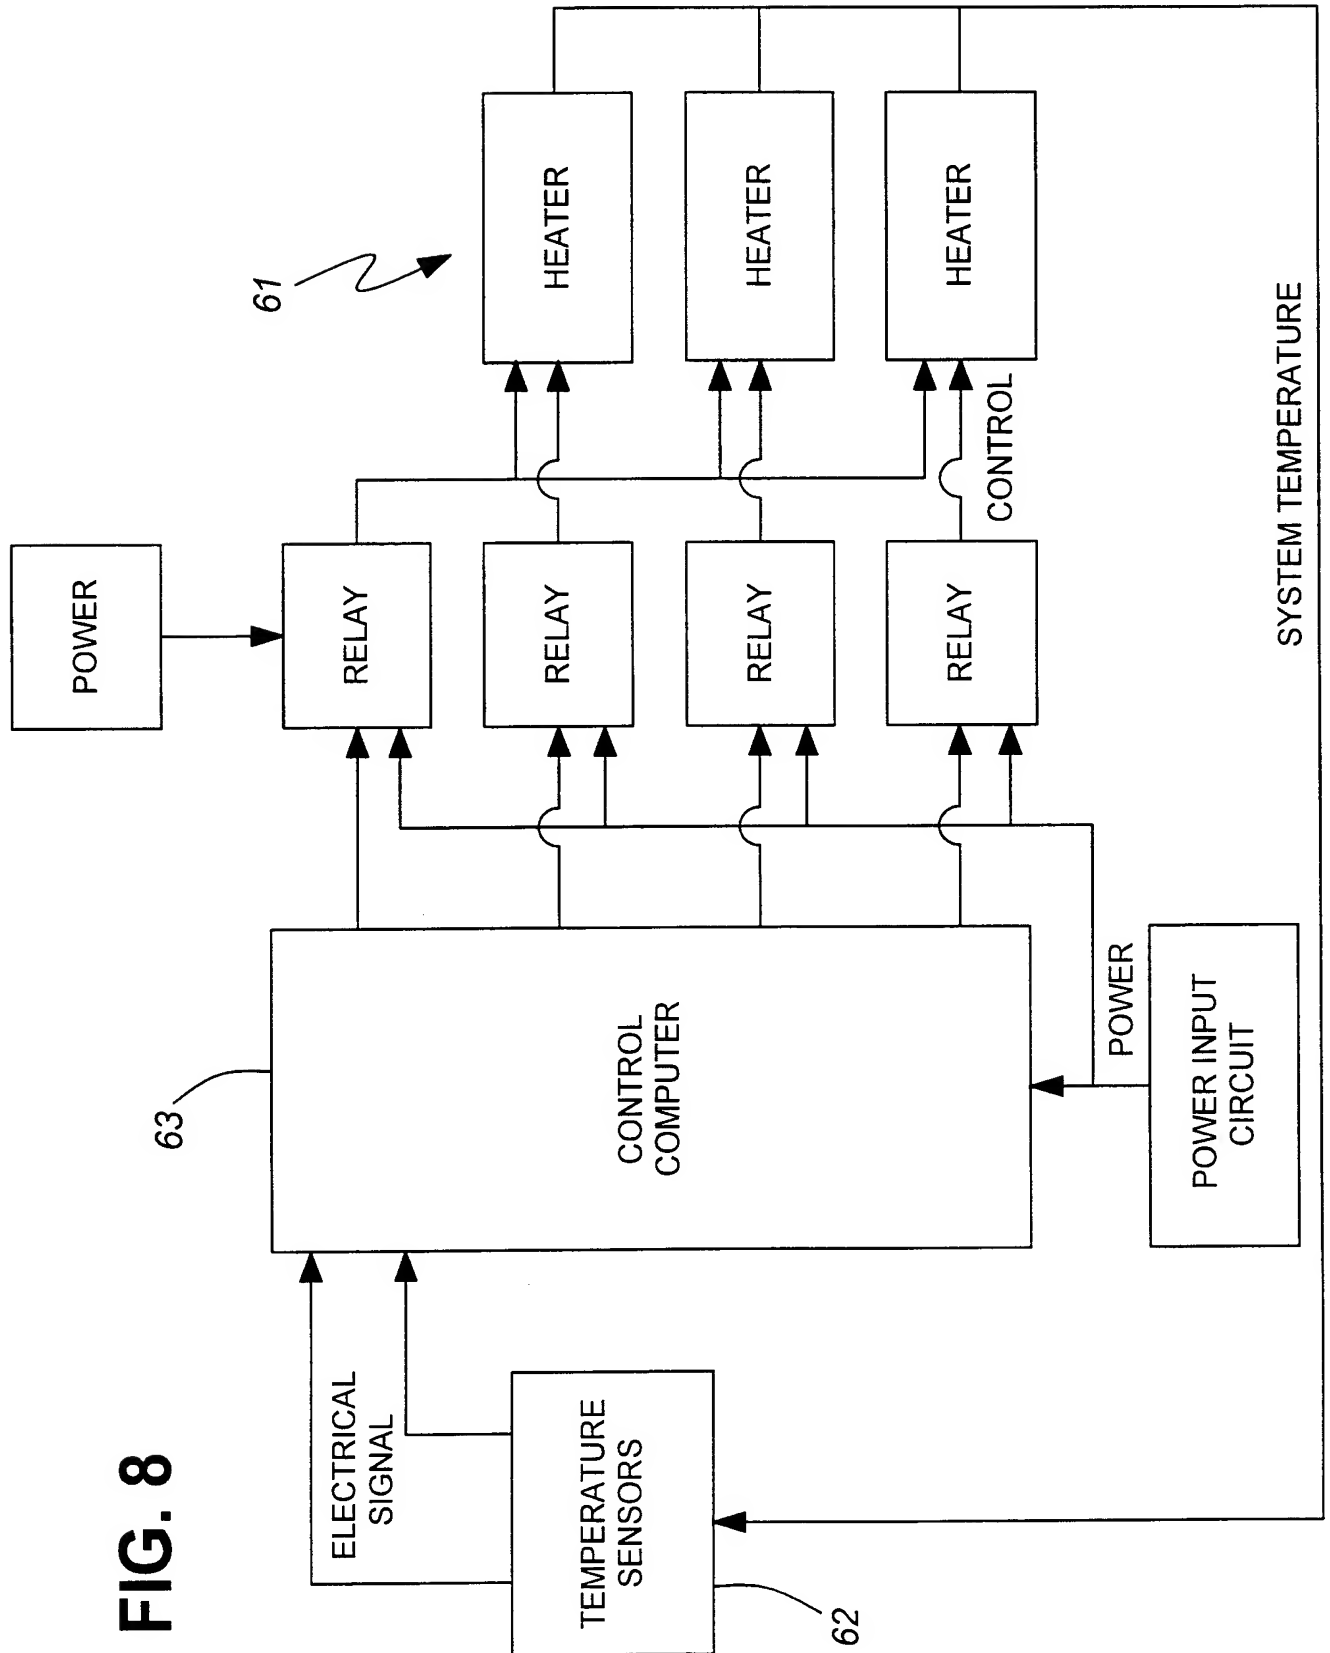 FIG. 8
POWER
61
RELAY
RELAY
RELAY
RELAY
HEATER
HEATER
HEATER
CONTROL
63
CONTROL
COMPUTER
ELECTRICAL
SIGNAL
TEMPERATURE
SENSORS
62
POWER
POWER INPUT
CIRCUIT
SYSTEM TEMPERATURE